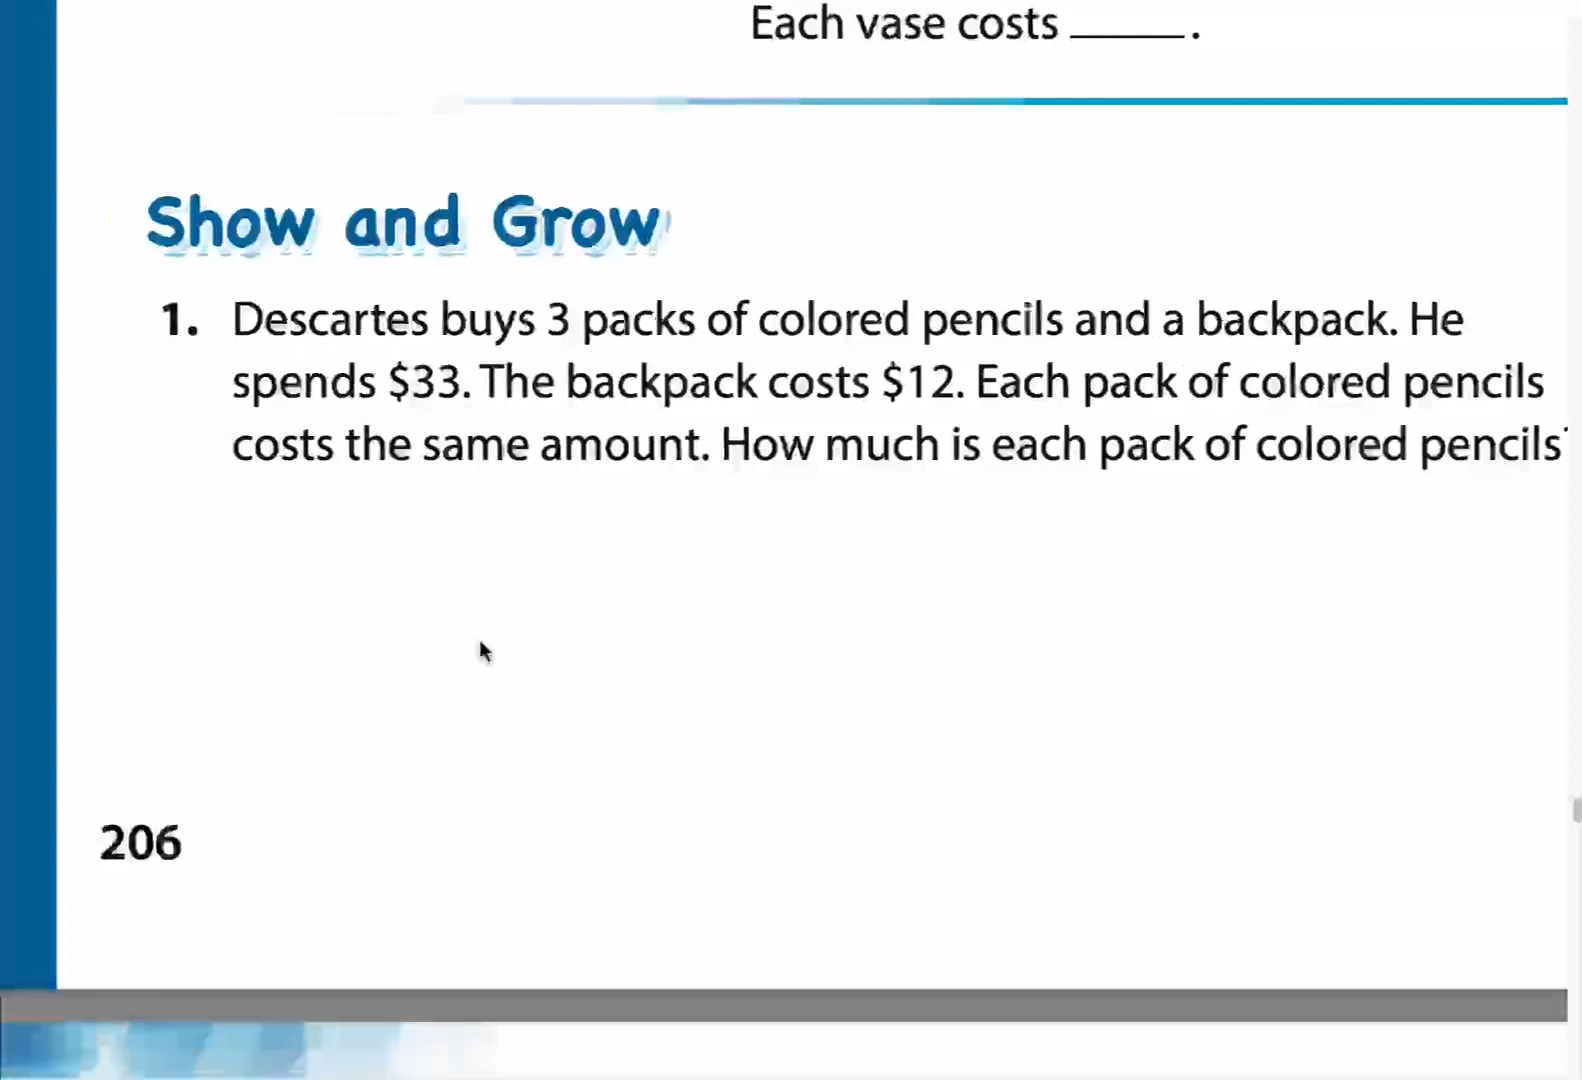 Each vase costs _____.
Show and Grow
1. Descartes buys 3 packs of colored pencils and a backpack. He
spends $33. The backpack costs $12. Each pack of colored pencils
costs the same amount. How much is each pack of colored pencils
206